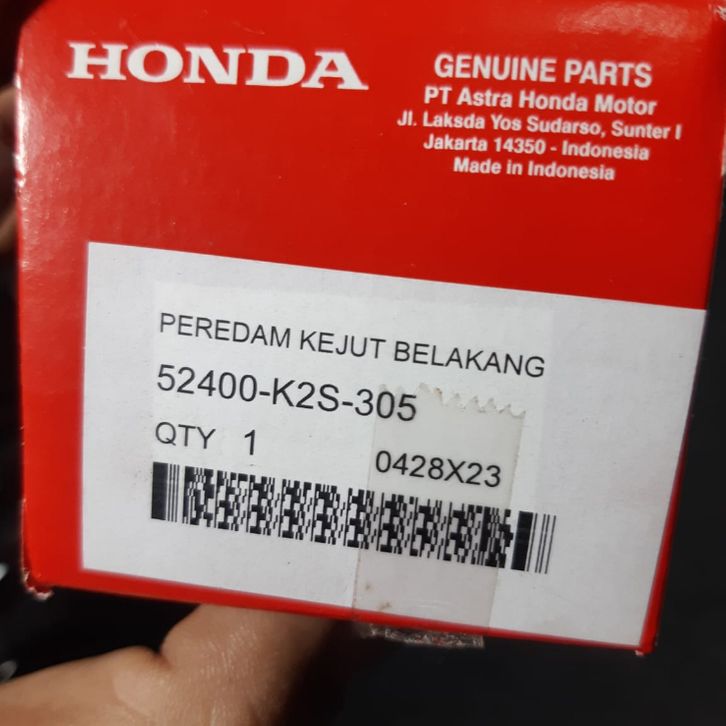 HONDA
GENUINE PARTS
PT Astra Honda Motor
Jl. Laksda Yos Sudarso, Sunter I
Jakarta 14350 - Indonesia
Made in Indonesia
PEREDAM KEJUT BELAKANG
52400-K2S-305
QTY 1
0428X23